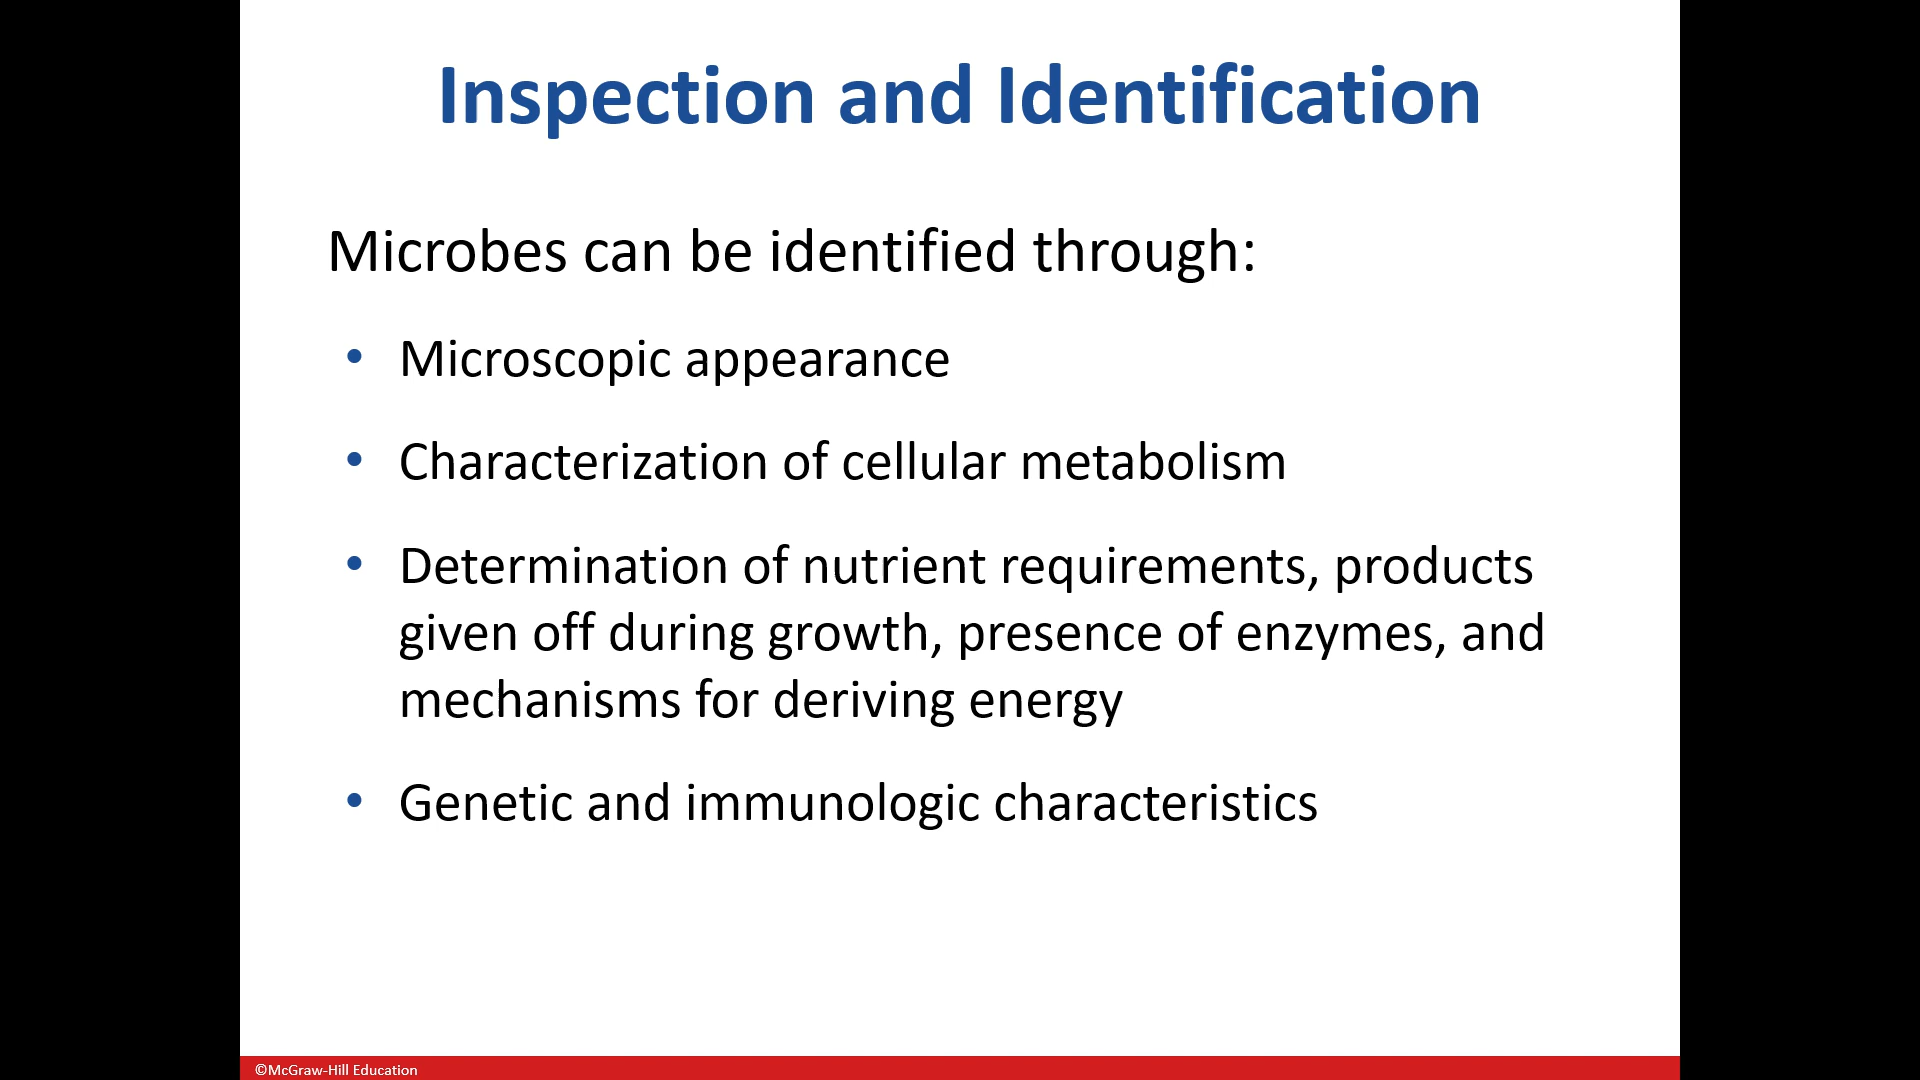 Inspection and Identification
Microbes can be identified through:
• Microscopic appearance
• Characterization of cellular metabolism
• Determination of nutrient requirements, products
given off during growth, presence of enzymes, and
mechanisms for deriving energy
• Genetic and immunologic characteristics
©McGraw-Hill Education